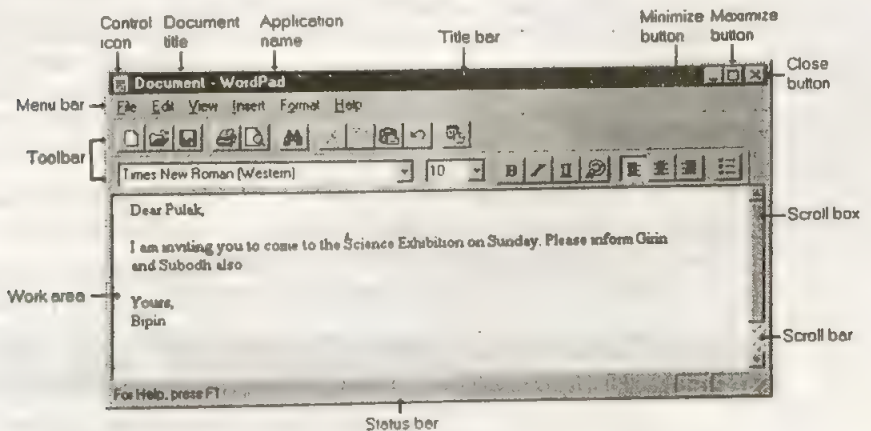 Control Document Application Minimize Maximize
icon title name Title bar button button
Close
button
Document - WordPad
Menu bar File Edit View Insert Format Help
Toolbar
Times New Roman (Western) 10 B I U
Dear Pulak,
Scroll box
I am inviting you to come to the Science Exhibition on Sunday. Please inform Girin
and Subodh also
Work area
Yours,
Bipin
Scroll bar
For Help, press F1
Status bar